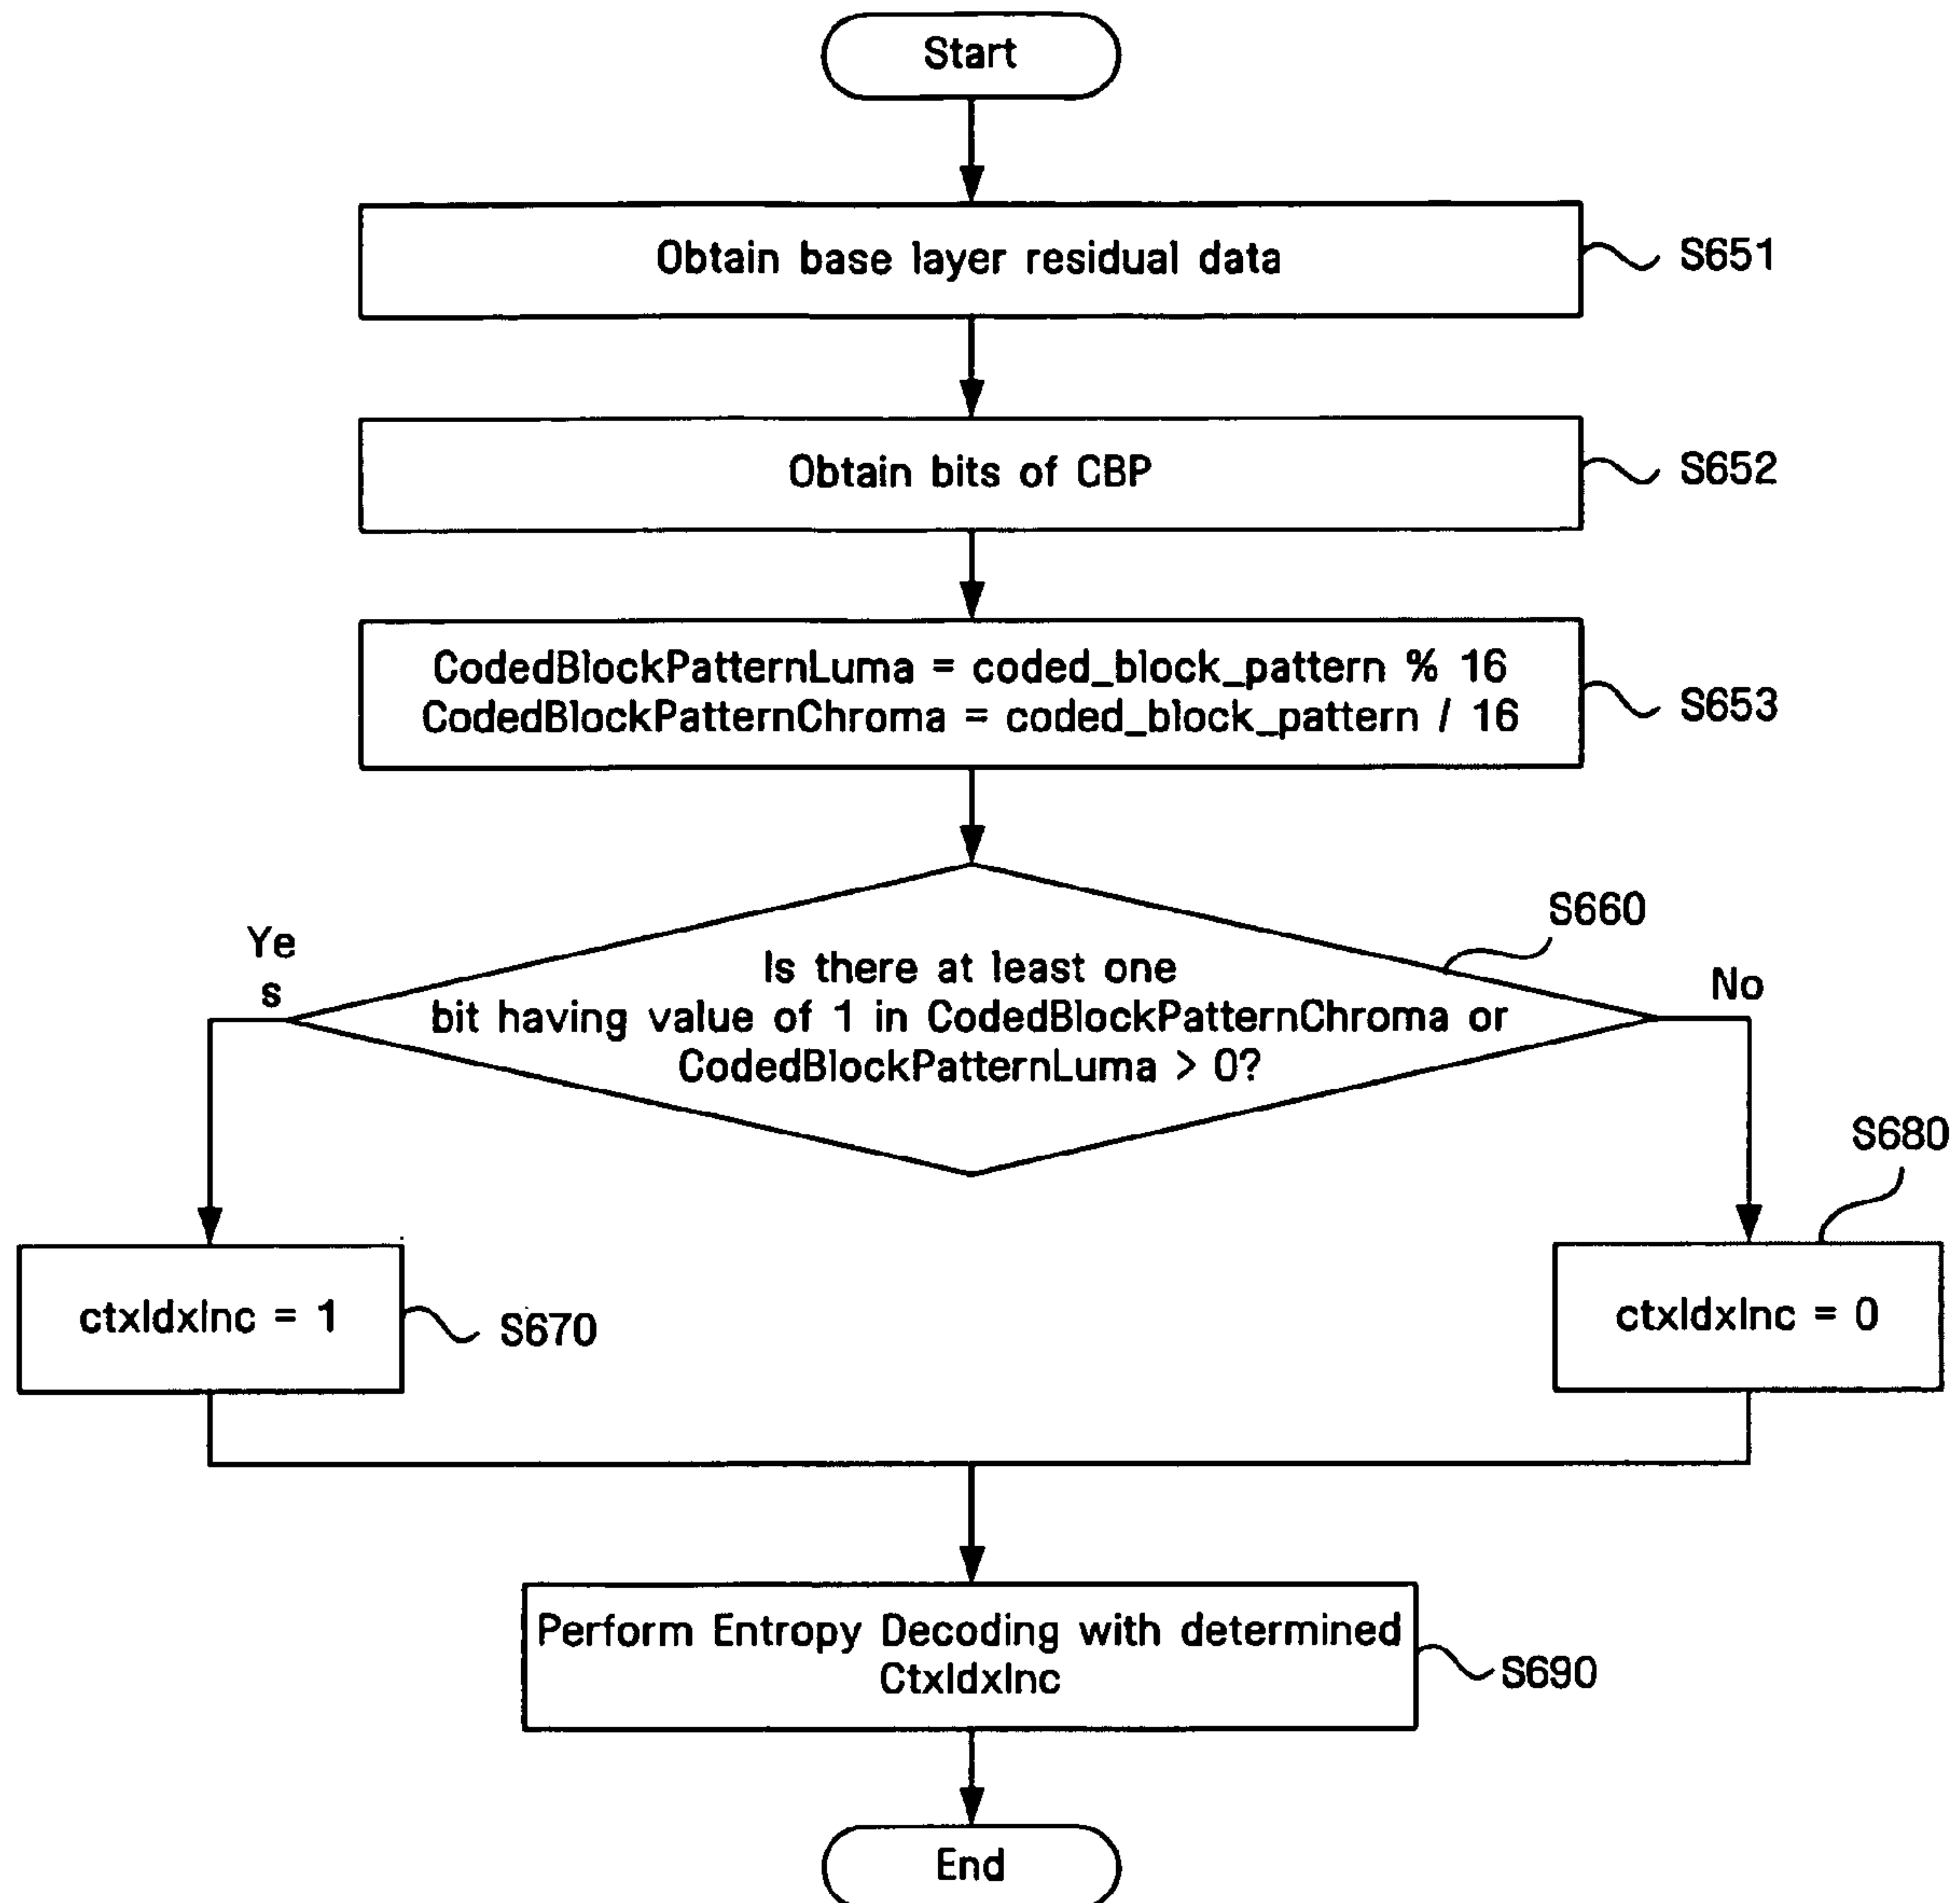 Start
Obtain base layer residual data
S651
Obtain bits of CBP
S652
CodedBlockPatternLuma = coded_block_pattern % 16
CodedBlockPatternChroma = coded_block_pattern / 16
S653
S660
Ye
s
Is there at least one
bit having value of 1 in CodedBlockPatternChroma or
CodedBlockPatternLuma > 0?
No
S680
ctxIdxInc = 1
S670
ctxIdxInc = 0
Perform Entropy Decoding with determined
CtxIdxInc
S690
End